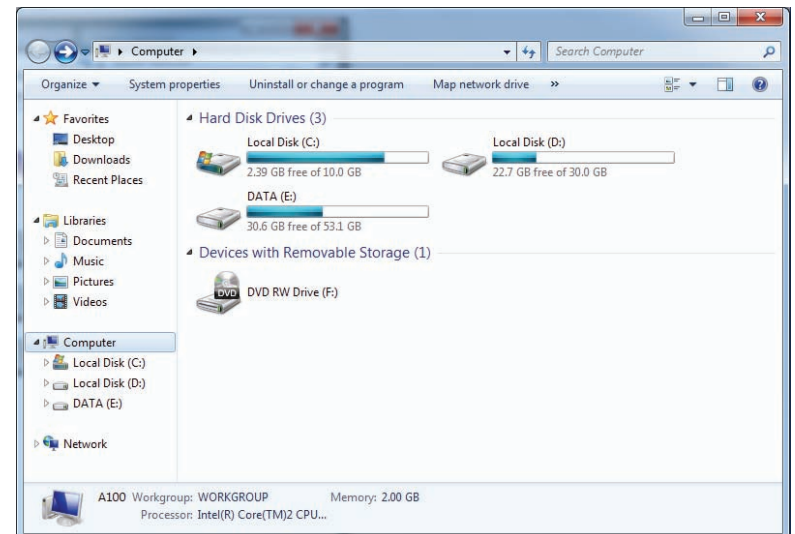 Computer
Search Computer
Organize System properties Uninstall or change a program Map network drive »
Favorites
Desktop
Downloads
Recent Places
Libraries
Documents
Music
Pictures
Videos
Computer
Local Disk (C:)
Local Disk (D:)
DATA (E:)
Network
Hard Disk Drives (3)
Local Disk (C:)
2.39 GB free of 10.0 GB
Local Disk (D:)
22.7 GB free of 30.0 GB
DATA (E:)
30.6 GB free of 53.1 GB
Devices with Removable Storage (1)
DVD
DVD RW Drive (F:)
A100 Workgroup: WORKGROUP Memory: 2.00 GB
Processor: Intel(R) Core(TM)2 CPU...